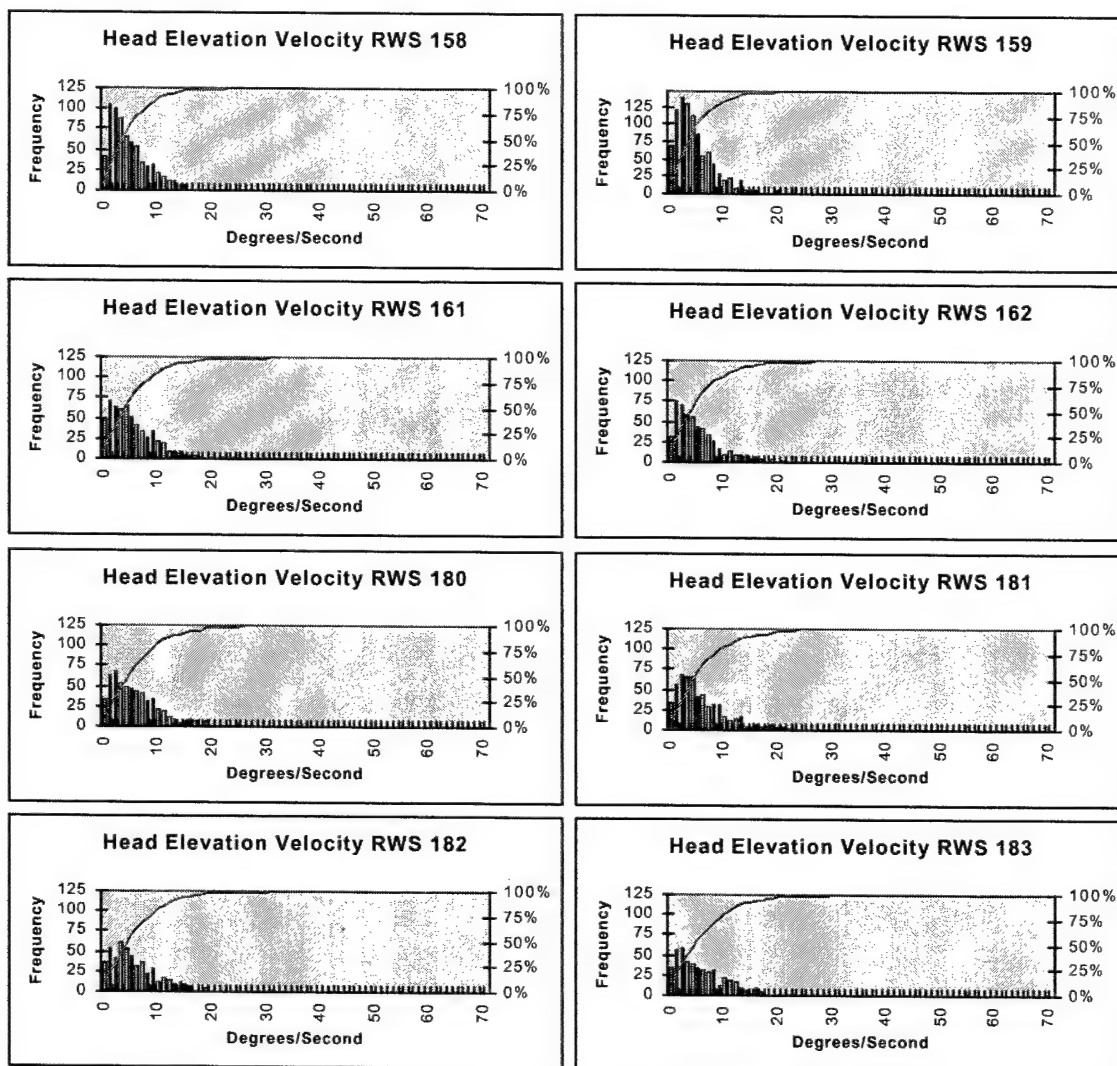 Head Elevation Velocity RWS 158
Frequency
125
100
75
50
25
0
100%
75%
50%
25%
0%
0 10 20 30 40 50 60 70
Degrees/Second
Head Elevation Velocity RWS 159
Frequency
125
100
75
50
25
0
100%
75%
50%
25%
0%
0 10 20 30 40 50 60 70
Degrees/Second
Head Elevation Velocity RWS 161
Frequency
125
100
75
50
25
0
100%
75%
50%
25%
0%
0 10 20 30 40 50 60 70
Degrees/Second
Head Elevation Velocity RWS 162
Frequency
125
100
75
50
25
0
100%
75%
50%
25%
0%
0 10 20 30 40 50 60 70
Degrees/Second
Head Elevation Velocity RWS 180
Frequency
125
100
75
50
25
0
100%
75%
50%
25%
0%
0 10 20 30 40 50 60 70
Degrees/Second
Head Elevation Velocity RWS 181
Frequency
125
100
75
50
25
0
100%
75%
50%
25%
0%
0 10 20 30 40 50 60 70
Degrees/Second
Head Elevation Velocity RWS 182
Frequency
125
100
75
50
25
0
100%
75%
50%
25%
0%
0 10 20 30 40 50 60 70
Degrees/Second
Head Elevation Velocity RWS 183
Frequency
125
100
75
50
25
0
100%
75%
50%
25%
0%
0 10 20 30 40 50 60 70
Degrees/Second